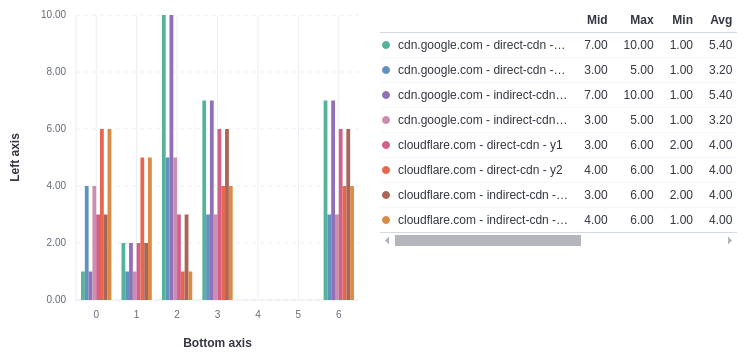 10.00
8.00
6.00
4.00
2.00
0.00
Left axis
0 1 2 3 4 5 6
Bottom axis
Mid Max Min Avg
cdn.google.com - direct-cdn -… 7.00 10.00 1.00 5.40
cdn.google.com - direct-cdn -… 3.00 5.00 1.00 3.20
cdn.google.com - indirect-cdn… 7.00 10.00 1.00 5.40
cdn.google.com - indirect-cdn… 3.00 5.00 1.00 3.20
cloudflare.com - direct-cdn - y1 3.00 6.00 2.00 4.00
cloudflare.com - direct-cdn - y2 4.00 6.00 1.00 4.00
cloudflare.com - indirect-cdn -… 3.00 6.00 2.00 4.00
cloudflare.com - indirect-cdn -… 4.00 6.00 1.00 4.00